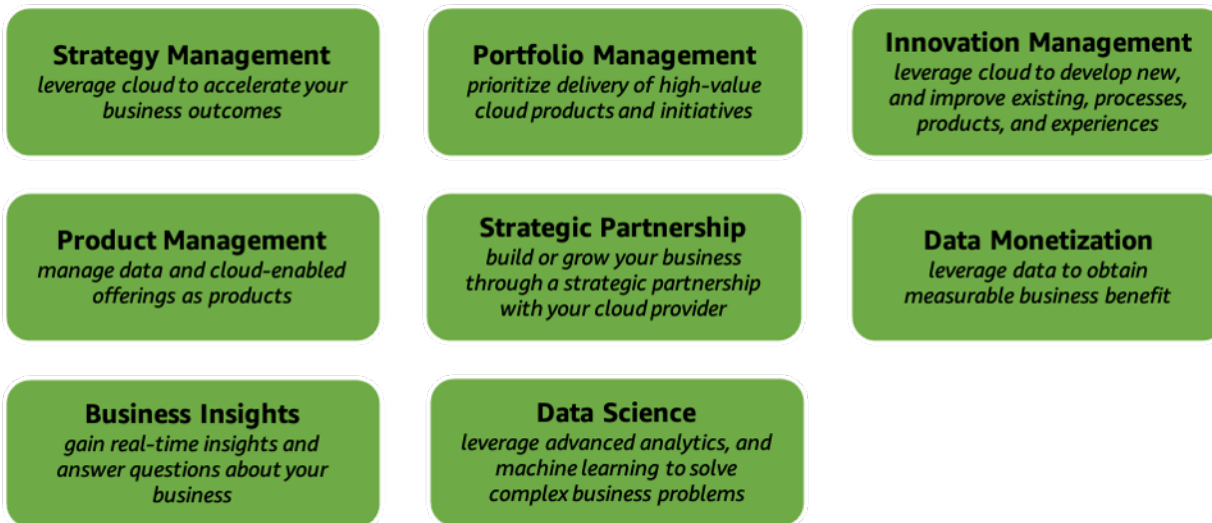 Strategy Management
leverage cloud to accelerate your
business outcomes
Portfolio Management
prioritize delivery of high-value
cloud products and initiatives
Innovation Management
leverage cloud to develop new,
and improve existing, processes,
products, and experiences
Product Management
manage data and cloud-enabled
offerings as products
Strategic Partnership
build or grow your business
through a strategic partnership
with your cloud provider
Data Monetization
leverage data to obtain
measurable business benefit
Business Insights
gain real-time insights and
answer questions about your
business
Data Science
leverage advanced analytics, and
machine learning to solve
complex business problems